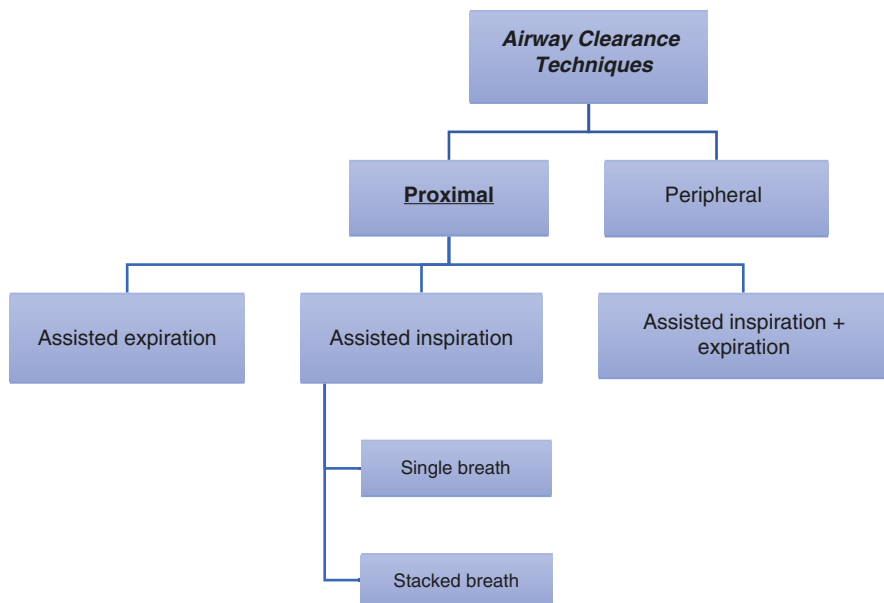 Airway Clearance
Techniques
Proximal
Peripheral
Assisted expiration
Assisted inspiration
Assisted inspiration +
expiration
Single breath
Stacked breath